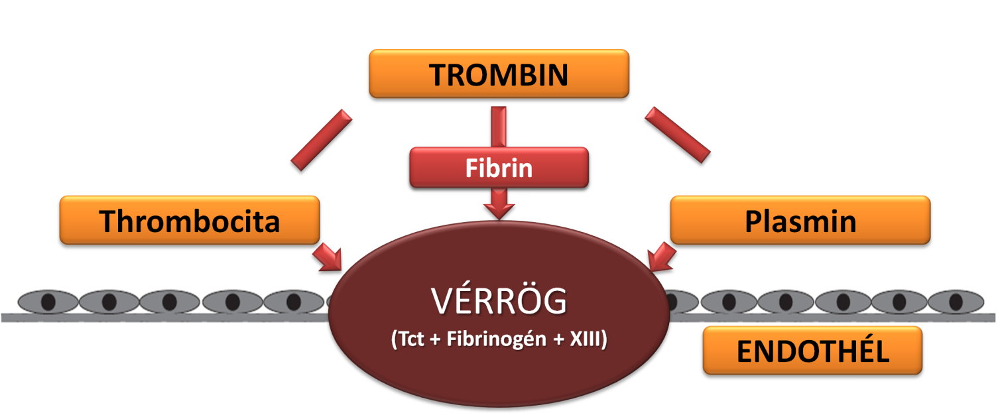 TROMBIN
Fibrin
Thrombocita
Plasmin
VÉRRÖG
(Tct + Fibrinogén + XIII)
ENDOTHÉL